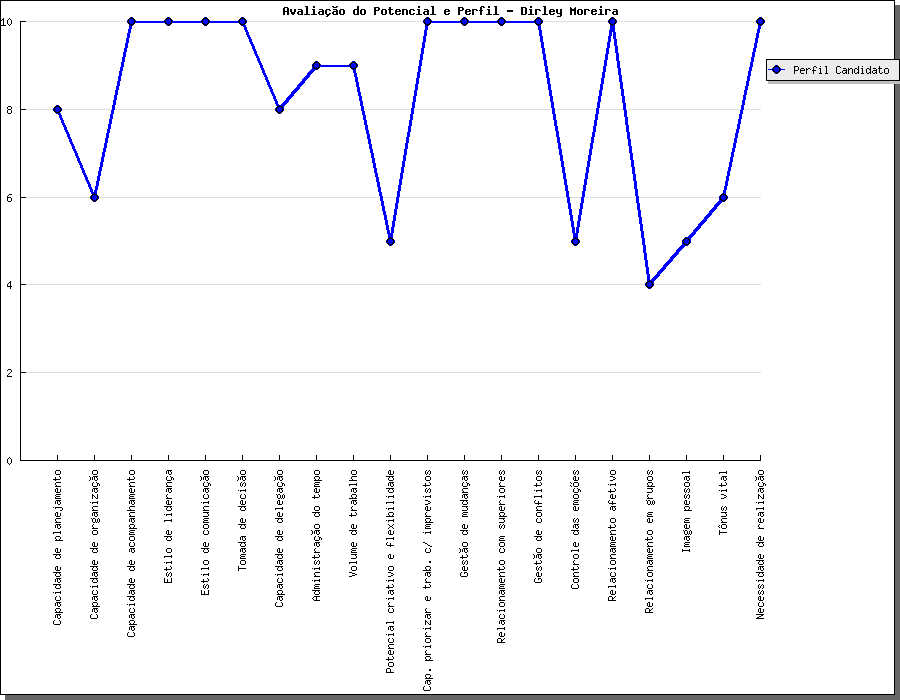 Avaliação do Potencial e Perfil - Dirley Moreira
Perfil Candidato
10
8
6
4
2
0
Capacidade de planejamento
Capacidade de organização
Capacidade de acompanhamento
Estilo de liderança
Estilo de comunicação
Tomada de decisão
Capacidade de delegação
Administração do tempo
Volume de trabalho
Potencial criativo e flexibilidade
Cap. priorizar e trab. c/ imprevistos
Gestão de mudanças
Relacionamento com superiores
Gestão de conflitos
Controle das emoções
Relacionamento afetivo
Relacionamento em grupos
Imagem pessoal
Tônus vital
Necessidade de realização